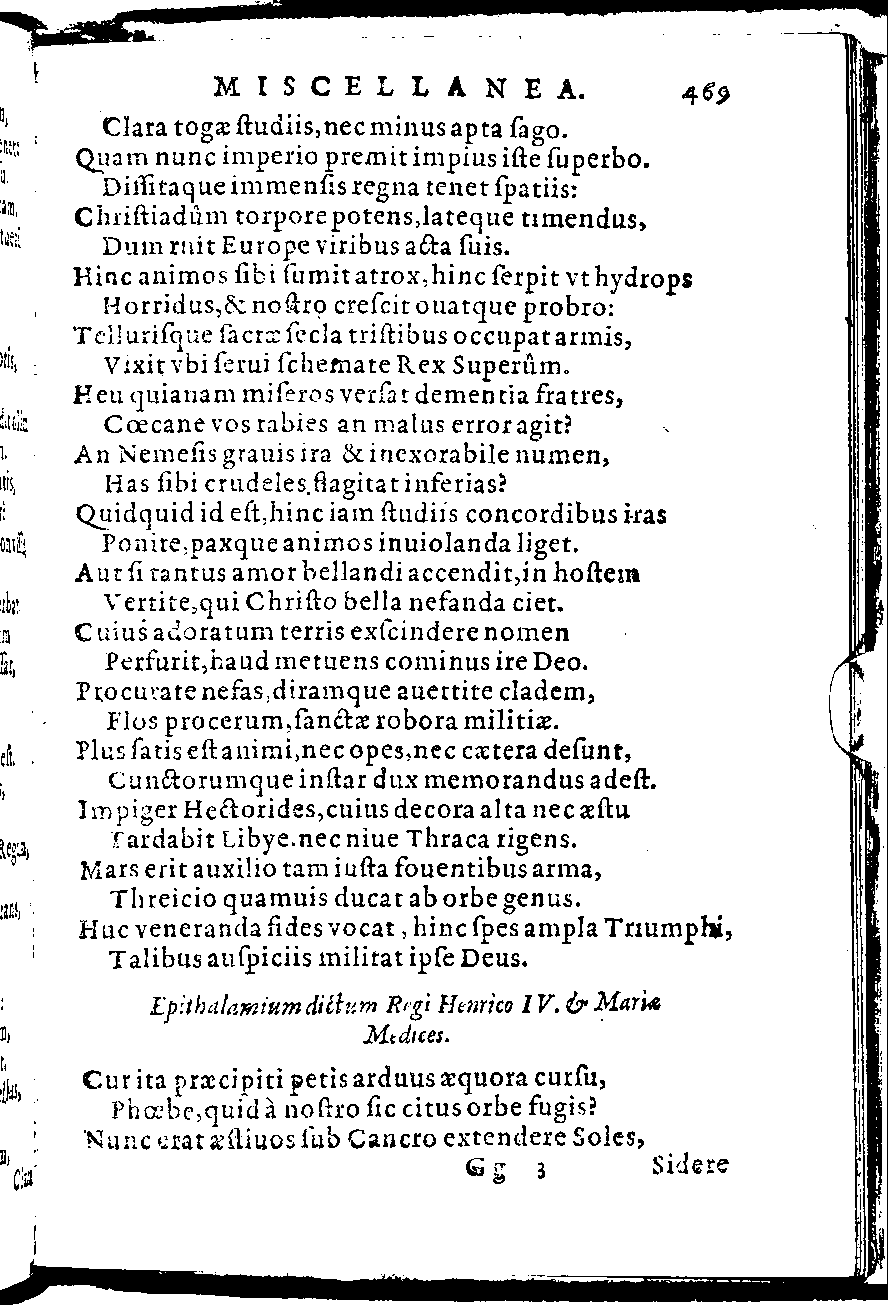 MISCELLANEA. 469
Clara togæ ſtudiis, nec minus apta ſago.
Quam nunc imperio premit impius iſte ſuperbo.
Diſſitaque immenſis regna tenet ſpatiis:
Chriſtiadûm torpore potens, lateque timendus,
Dum ruit Europe viribus acta ſuis.
Hinc animos ſibi ſumit atrox, hinc ſerpit vt hydrops
Horridus, & noſtro creſcit ouatque probro:
Telluriſque ſacræ ſecla triſtibus occupat armis,
Vixit vbi ſerui ſchemate Rex Superûm.
Heu quianam miſeros verſat dementia fratres,
Cœcane vos rabies an malus error agit?
An Nemeſis grauis ira & inexorabile numen,
Has ſibi crudeles flagitat inferias?
Quidquid id eſt, hinc iam ſtudiis concordibus iras
Ponite, paxque animos inuiolanda liget.
Aut ſi tantus amor bellandi accendit, in hoſtem
Vertite, qui Chriſto bella nefanda ciet.
Cuius adoratum terris exſcindere nomen
Perfurit, haud metuens cominus ire Deo.
Procurate nefas, diramque auertite cladem,
Flos procerum, ſanctæ robora militiæ.
Plus ſatis eſt animi, nec opes, nec cætera deſunt,
Cunctorumque inſtar dux memorandus adeſt.
Impiger Hectorides, cuius decora alta nec æſtu
Tardabit Libye. nec niue Thraca rigens.
Mars erit auxilio tam iuſta fouentibus arma,
Threicio quamuis ducat ab orbe genus.
Huc veneranda fides vocat, hinc ſpes ampla Triumphi,
Talibus auſpiciis militat ipſe Deus.
Epithalamium dictum Regi Henrico IV. & Mariæ
Medices.
Cur ita præcipiti petis arduus æquora curſu,
Phœbe, quid à noſtro ſic citus orbe fugis?
Nunc erat æſtiuos ſub Cancro extendere Soles,
Gg 3 Sidere